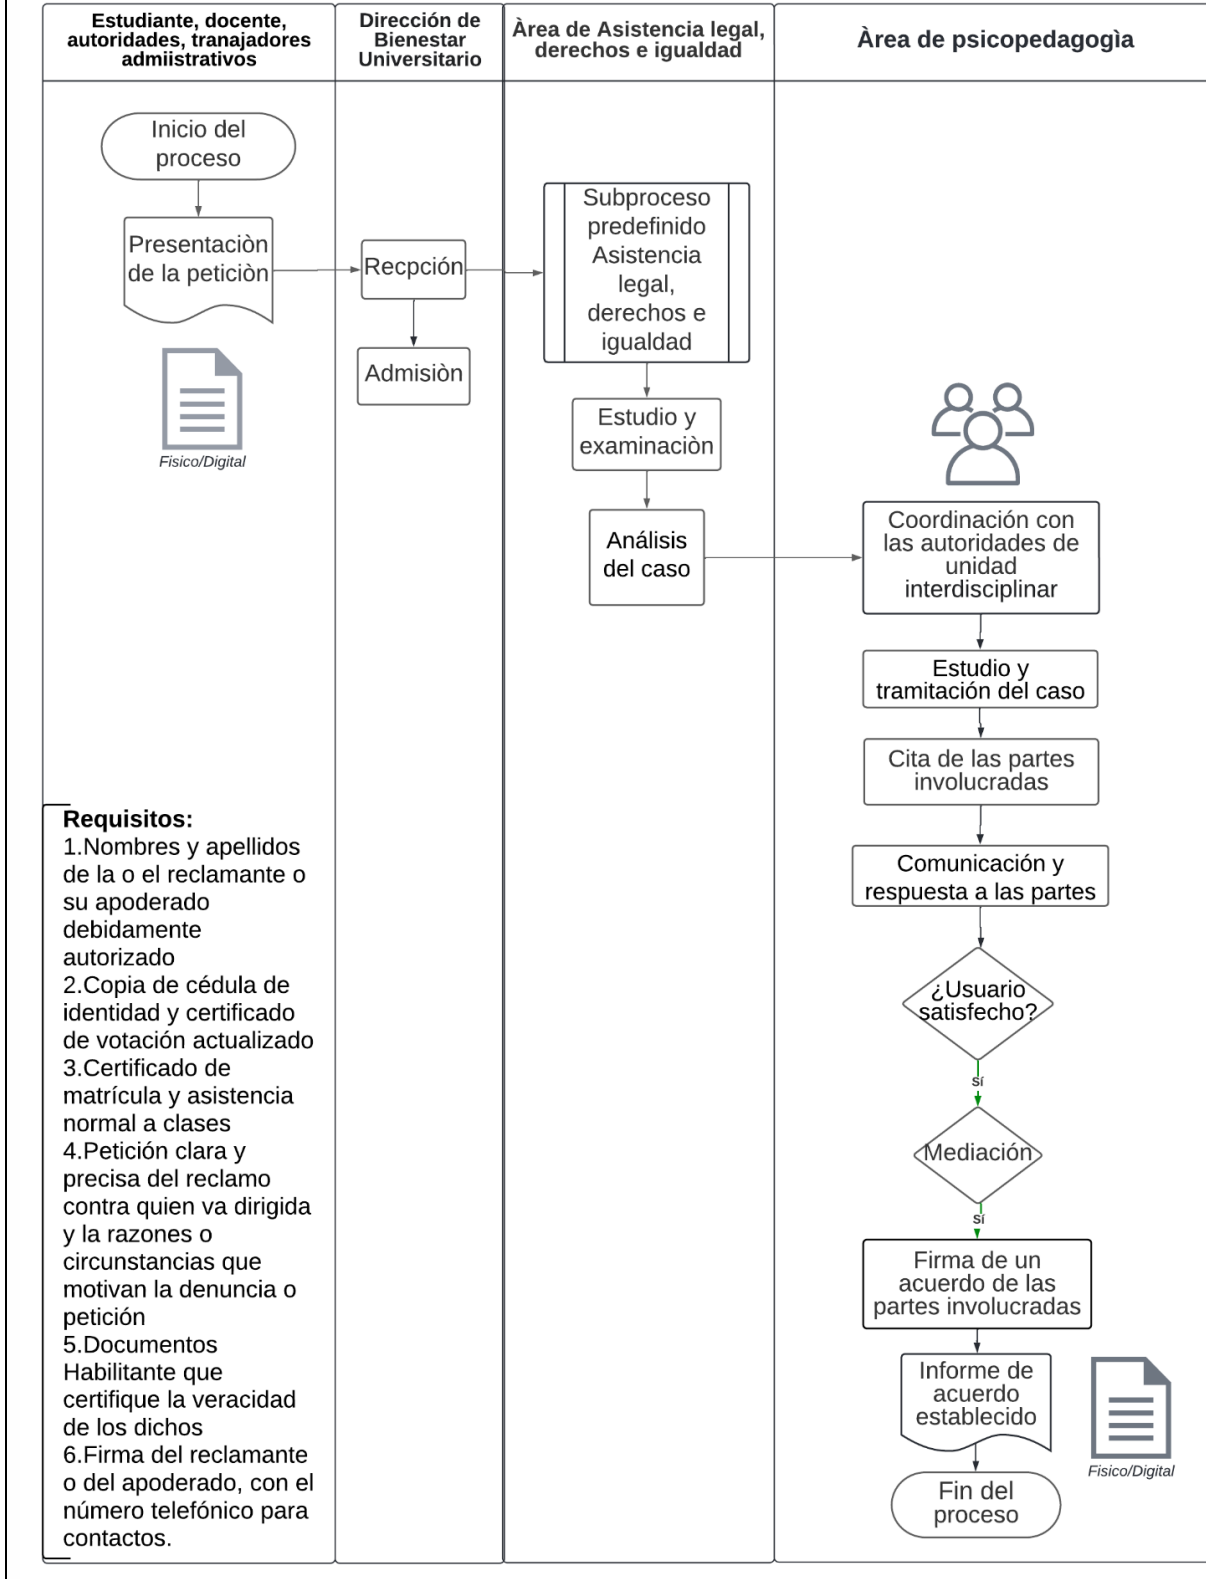 Estudiante, docente,
autoridades, tranajadores
admiistrativos
Dirección de
Bienestar
Universitario
Àrea de Asistencia legal,
derechos e igualdad
Àrea de psicopedagogìa
Inicio del
proceso
Presentaciòn
de la petición
Fisico/Digital
Recpción
Admisiòn
Subproceso
predefinido
Asistencia
legal,
derechos e
igualdad
Estudio y
examinaciòn
Análisis
del caso
Coordinación con
las autoridades de
unidad
interdisciplinar
Estudio y
tramitación del caso
Cita de las partes
involucradas
Comunicación y
respuesta a las partes
¿Usuario
satisfecho?
Sí
Mediación
Sí
Firma de un
acuerdo de las
partes involucradas
Informe de
acuerdo
establecido
Fisico/Digital
Fin del
proceso
Requisitos:
1.Nombres y apellidos
de la o el reclamante o
su apoderado
debidamente
autorizado
2.Copia de cédula de
identidad y certificado
de votación actualizado
3.Certificado de
matrícula y asistencia
normal a clases
4.Petición clara y
precisa del reclamo
contra quien va dirigida
y la razones o
circunstancias que
motivan la denuncia o
petición
5.Documentos
Habilitante que
certifique la veracidad
de los dichos
6.Firma del reclamante
o del apoderado, con el
número telefónico para
contactos.